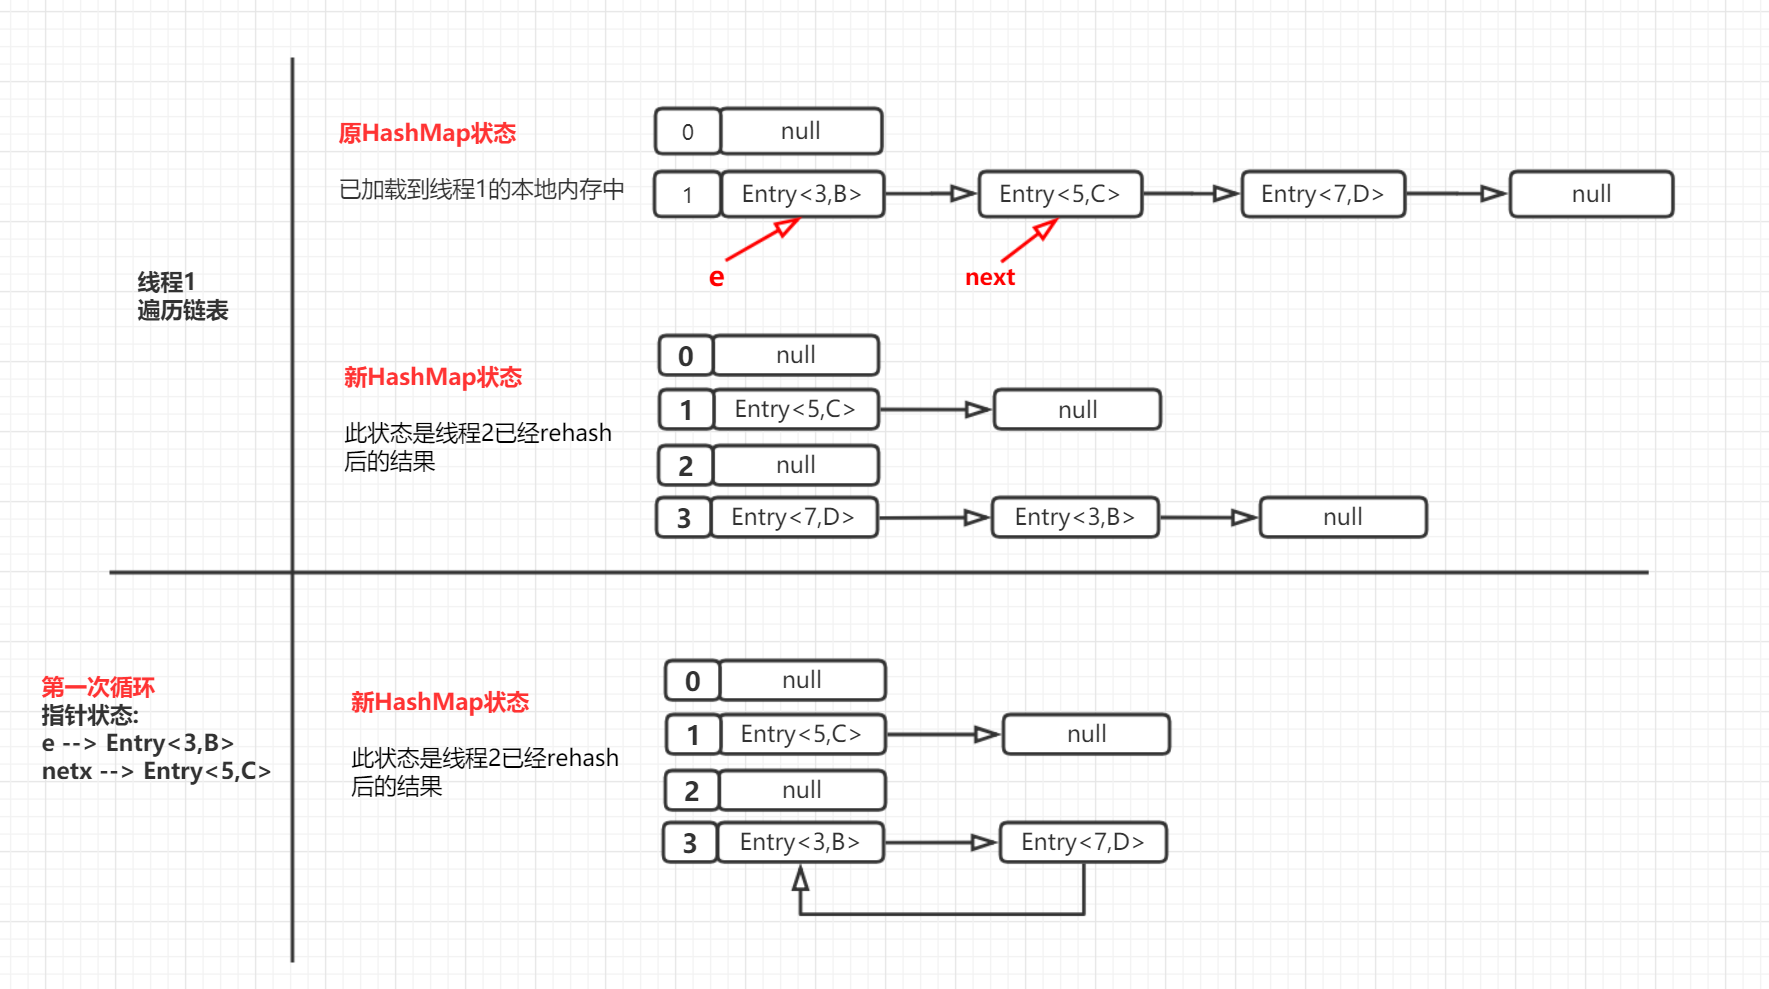 原HashMap状态
0 null
已加载到线程1的本地内存中
1 Entry<3,B> Entry<5,C> Entry<7,D> null
e next
线程1
遍历链表
新HashMap状态
此状态是线程2已经rehash
后的结果
0 null
1 Entry<5,C> null
2 null
3 Entry<7,D> Entry<3,B> null
第一次循环
指针状态:
e --> Entry<3,B>
netx --> Entry<5,C>
新HashMap状态
此状态是线程2已经rehash
后的结果
0 null
1 Entry<5,C> null
2 null
3 Entry<3,B> Entry<7,D>